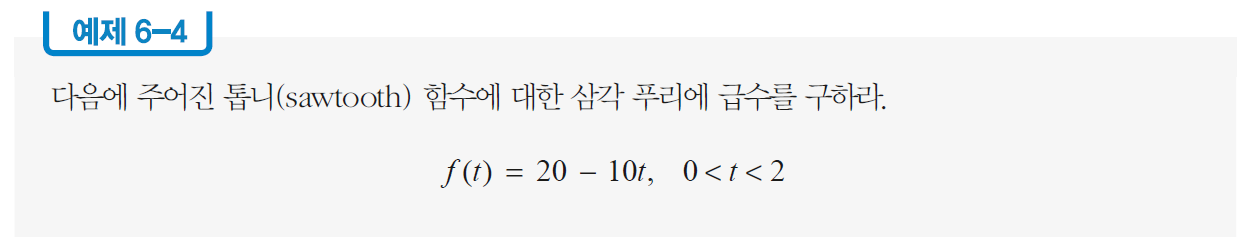 예제 6-4
다음에 주어진 톱니(sawtooth) 함수에 대한 삼각 푸리에 급수를 구하라.
f(t) = 20 − 10t, 0 < t < 2